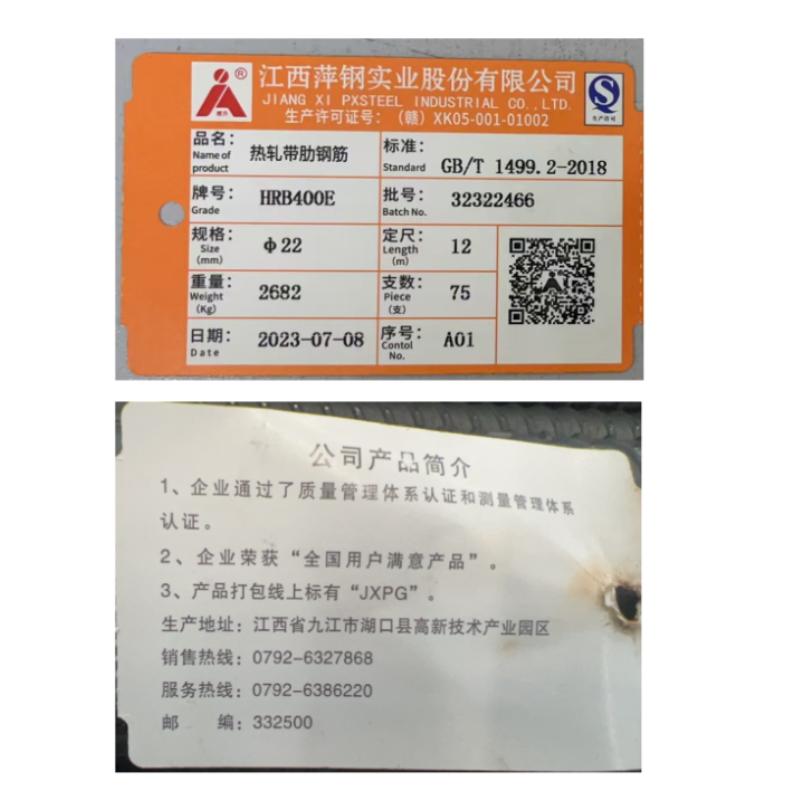 江西萍钢实业股份有限公司
JIANG XI PXSTEEL INDUSTRIAL CO.,LTD.
生产许可证号：（赣）XK05-001-01002
生产许可
品名： 热轧带肋钢筋 标准： GB/T 1499.2-2018
Name of product Standard
牌号： HRB400E 批号： 32322466
Grade Batch No.
规格： Φ22 定尺： 12
Size (mm) Length (m)
重量： 2682 支数： 75
Weight (Kg) Piece (支)
日期： 2023-07-08 序号： A01
Date Contol No.
公司产品简介
1、企业通过了质量管理体系认证和测量管理体系
认证。
2、企业荣获“全国用户满意产品”。
3、产品打包线上标有“JXPG”。
生产地址：江西省九江市湖口县高新技术产业园区
销售热线：0792-6327868
服务热线：0792-6386220
邮 编：332500